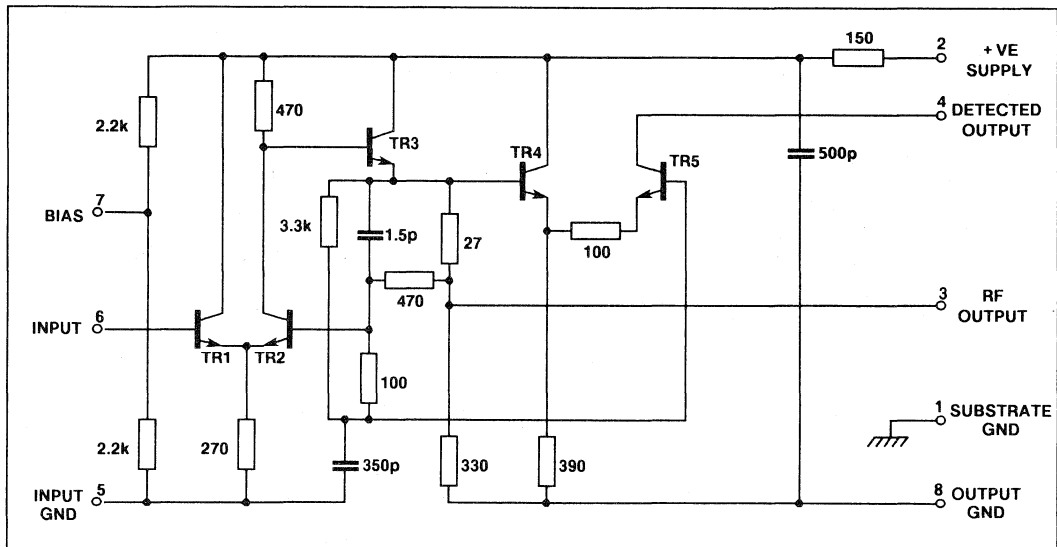 150
2
+ VE
SUPPLY
4
DETECTED
OUTPUT
470
2.2k
TR3
TR4
TR5
500p
7
BIAS
3.3k
1.5p
27
100
470
3
RF
OUTPUT
6
INPUT
TR1
TR2
100
1
SUBSTRATE
GND
2.2k
270
350p
330
390
5
INPUT
GND
8
OUTPUT
GND